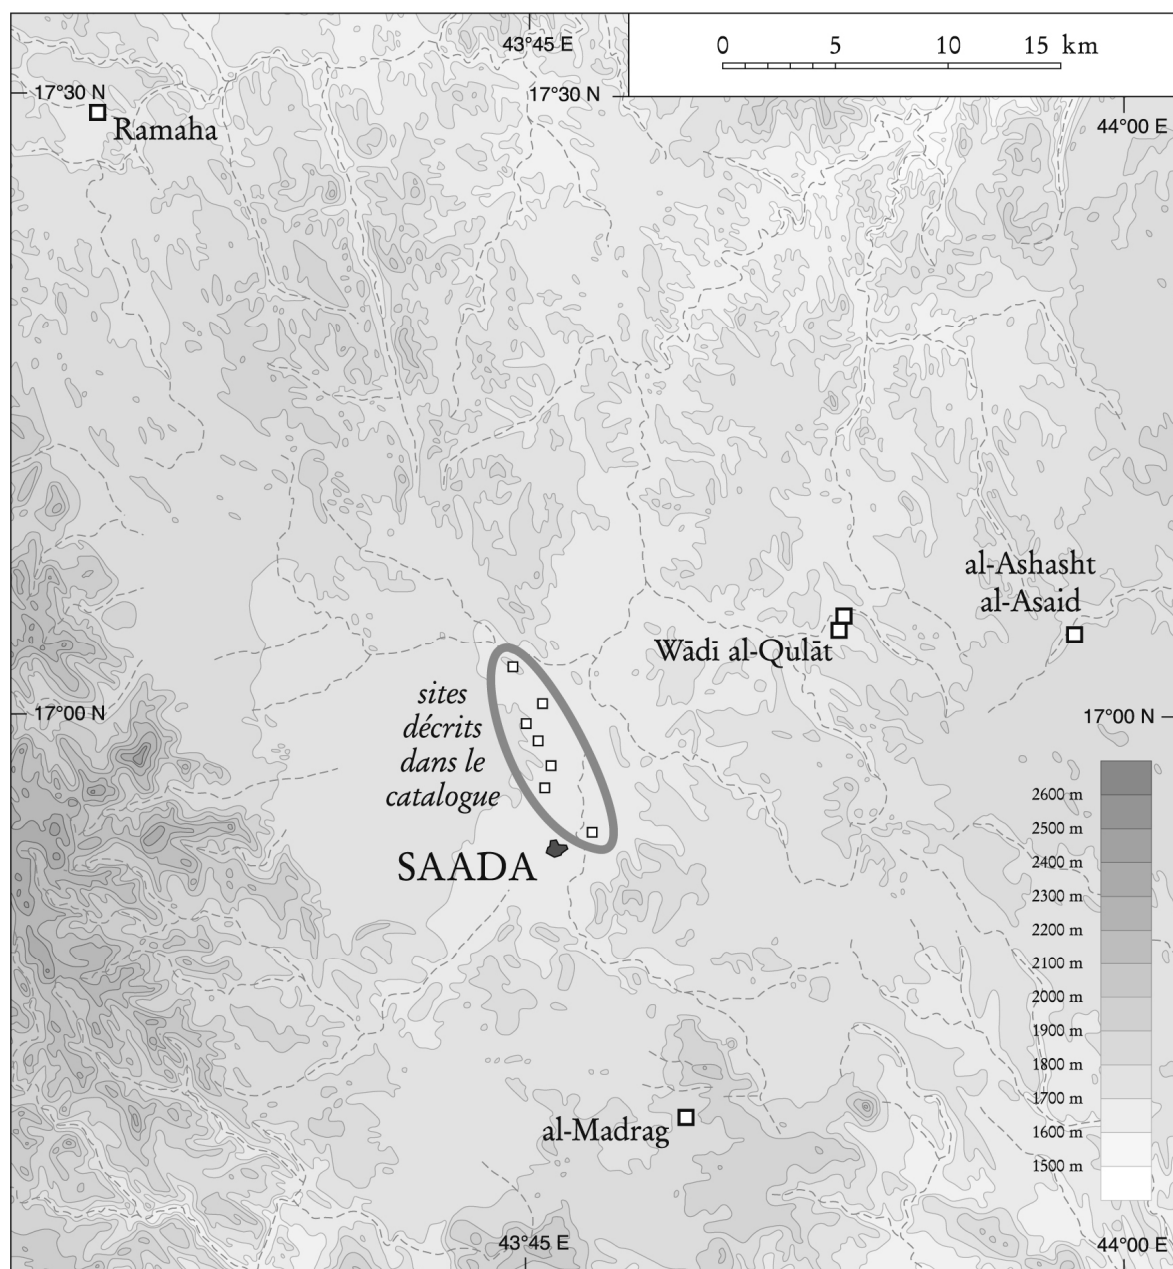 43°45 E
0 5 10 15 km
17°30 N
17°30 N
44°00 E
Ramaha
al-Ashasht
al-Asaid
Wādī al-Qulāt
sites
décrits
dans le
catalogue
17°00 N
17°00 N
SAADA
2600 m
2500 m
2400 m
2300 m
2200 m
2100 m
2000 m
1900 m
1800 m
1700 m
1600 m
1500 m
al-Madrag
43°45 E
44°00 E